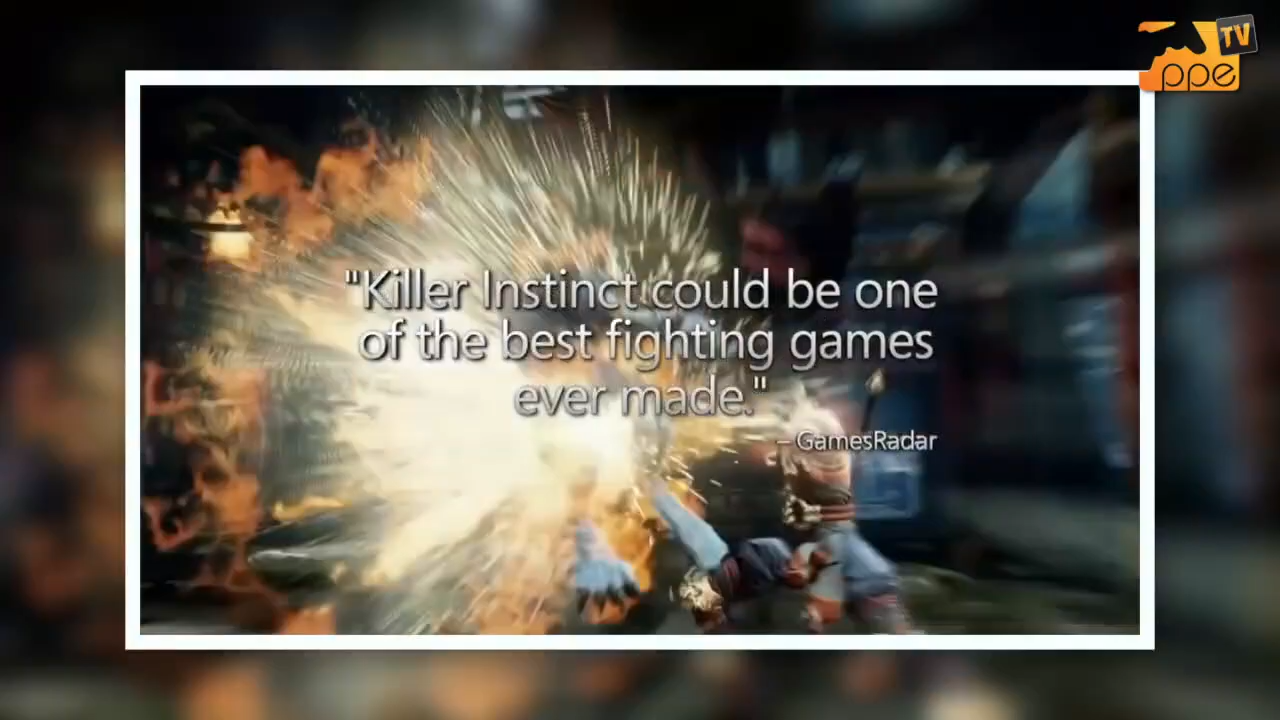 TV
ppe
"Killer Instinct could be one
of the best fighting games
ever made."
– GamesRadar